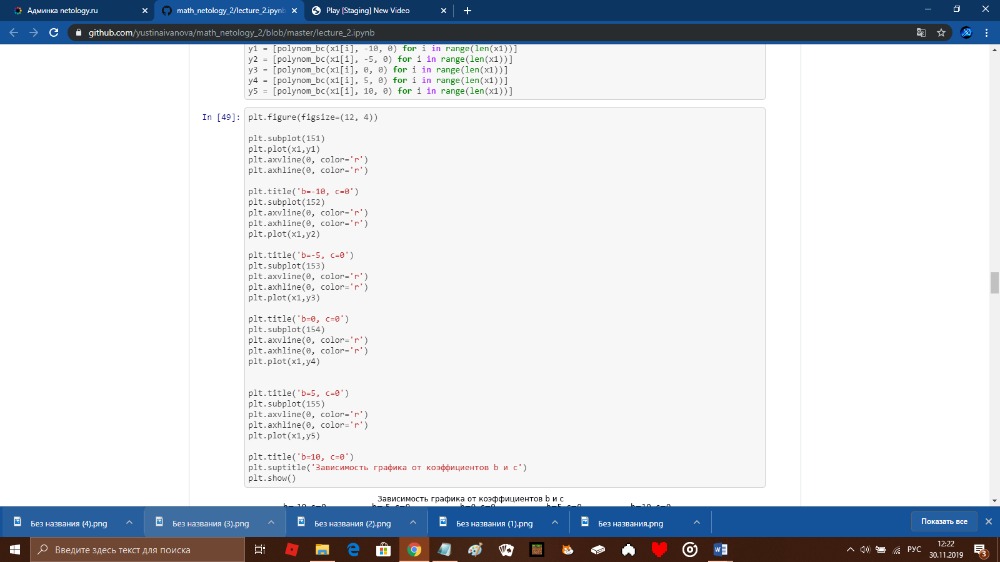 Админка netology.ru
math_netology_2/lecture_2.ipynb
Play [Staging] New Video
github.com/yustinaivanova/math_netology_2/blob/master/lecture_2.ipynb
y1 = [polynom_bc(x1[i], -10, 0) for i in range(len(x1))]
y2 = [polynom_bc(x1[i], -5, 0) for i in range(len(x1))]
y3 = [polynom_bc(x1[i], 0, 0) for i in range(len(x1))]
y4 = [polynom_bc(x1[i], 5, 0) for i in range(len(x1))]
y5 = [polynom_bc(x1[i], 10, 0) for i in range(len(x1))]
In [49]:
plt.figure(figsize=(12, 4))
plt.subplot(151)
plt.plot(x1,y1)
plt.axvline(0, color='r')
plt.axhline(0, color='r')
plt.title('b=-10, c=0')
plt.subplot(152)
plt.axvline(0, color='r')
plt.axhline(0, color='r')
plt.plot(x1,y2)
plt.title('b=-5, c=0')
plt.subplot(153)
plt.axvline(0, color='r')
plt.axhline(0, color='r')
plt.plot(x1,y3)
plt.title('b=0, c=0')
plt.subplot(154)
plt.axvline(0, color='r')
plt.axhline(0, color='r')
plt.plot(x1,y4)
plt.title('b=5, c=0')
plt.subplot(155)
plt.axvline(0, color='r')
plt.axhline(0, color='r')
plt.plot(x1,y5)
plt.title('b=10, c=0')
plt.suptitle('Зависимость графика от коэффициентов b и c')
plt.show()
Зависимость графика от коэффициентов b и c
b=-10, c=0 b=-5, c=0 b=0, c=0 b=5, c=0 b=10, c=0
Без названия (4).png
Без названия (3).png
Без названия (2).png
Без названия (1).png
Без названия.png
Показать все
Введите здесь текст для поиска
РУС
12:22
30.11.2019
3